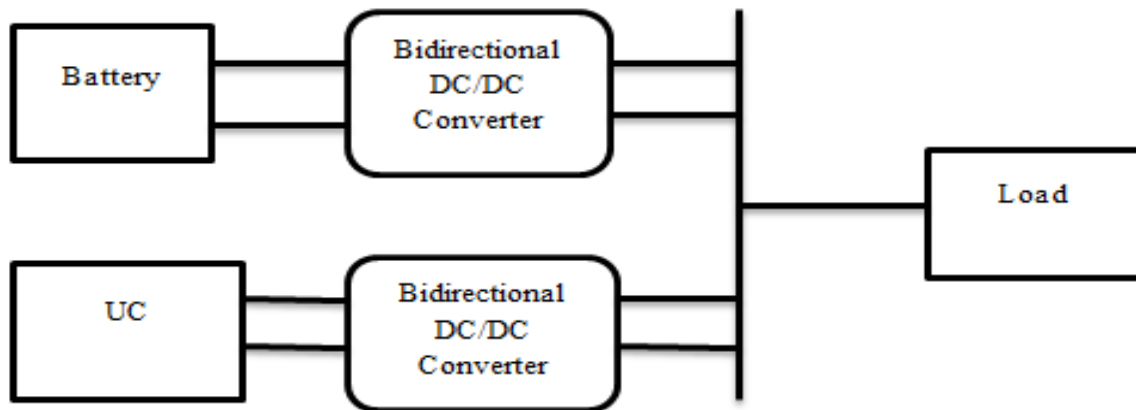 Battery
Bidirectional
DC/DC
Converter
Load
UC
Bidirectional
DC/DC
Converter